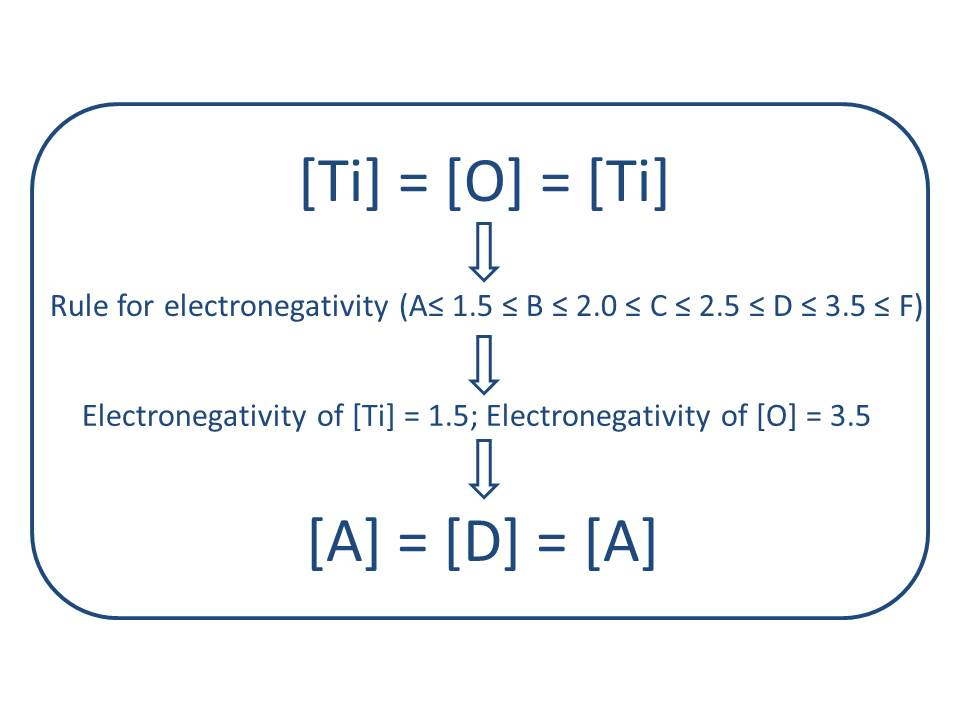 [Ti] = [O] = [Ti]
Rule for electronegativity (A≤ 1.5 ≤ B ≤ 2.0 ≤ C ≤ 2.5 ≤ D ≤ 3.5 ≤ F)
Electronegativity of [Ti] = 1.5; Electronegativity of [O] = 3.5
[A] = [D] = [A]